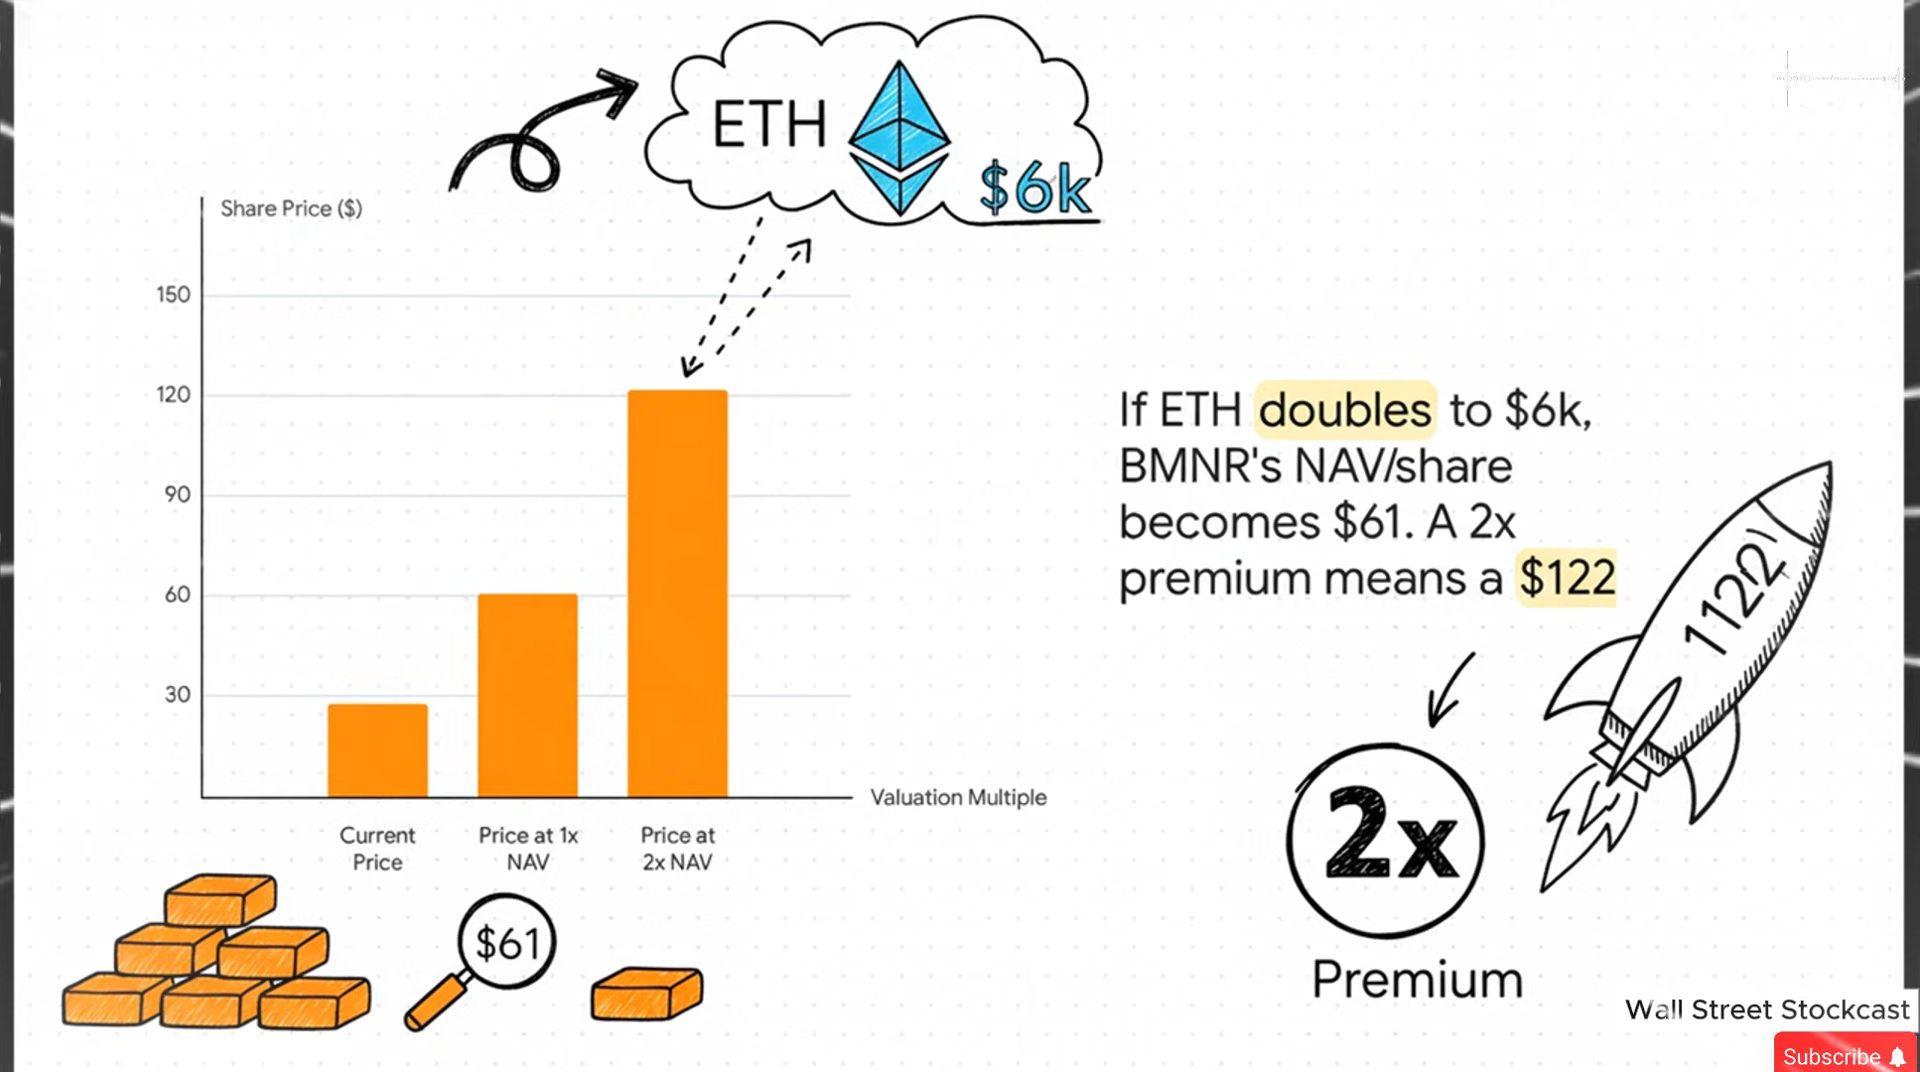 ETH
$6k
Share Price ($)
150
120
90
60
30
Valuation Multiple
Current
Price
Price at 1x
NAV
Price at
2x NAV
$61
If ETH doubles to $6k,
BMNR's NAV/share
becomes $61. A 2x
premium means a $122
1122
2x
Premium
Wall Street Stockcast
Subscribe